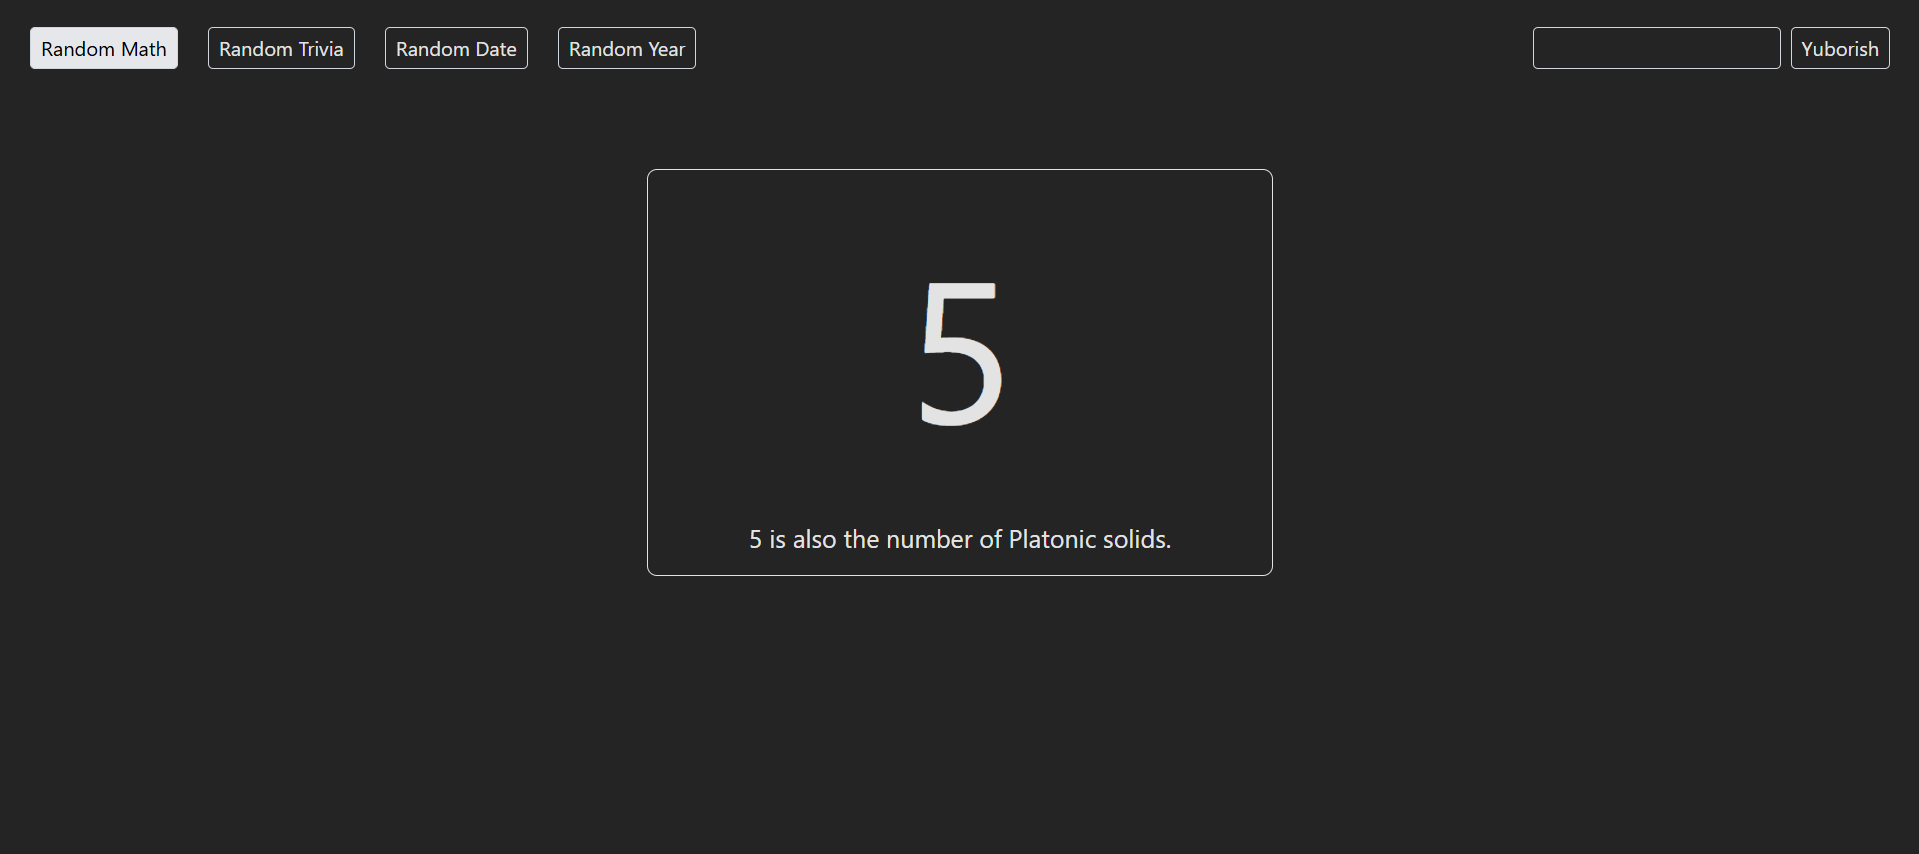 Random Math
Random Trivia
Random Date
Random Year
Yuborish
5
5 is also the number of Platonic solids.